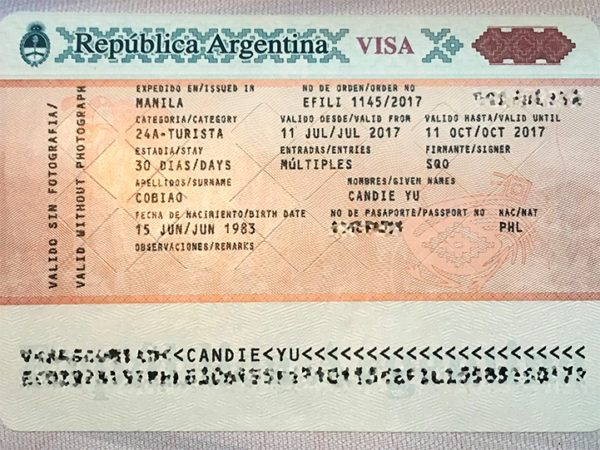 República Argentina VISA
EXPEDIDO EN/ISSUED IN NO DE ORDEN/ORDER NO
MANILA EFILI 1145/2017
CATEGORIA/CATEGORY VALIDO DESDE/VALID FROM VALIDO HASTA/VALID UNTIL
24A-TURISTA 11 JUL/JUL 2017 11 OCT/OCT 2017
ESTADIA/STAY ENTRADAS/ENTRIES FIRMANTE/SIGNER
30 DIAS/DAYS MÚLTIPLES SQO
APELLIDOS/SURNAME NOMBRES/GIVEN NAMES
COBIAO CANDIE YU
FECHA DE NACIMIENTO/BIRTH DATE NO DE PASAPORTE/PASSPORT NO NAC/NAT
15 JUN/JUN 1983 PHL
OBSERVACIONES/REMARKS
VALIDO SIN FOTOGRAFIA/
VALID WITHOUT PHOTOGRAPH
<CANDIE<YU<<<<<<<<<<<<<<<<<<<<<<